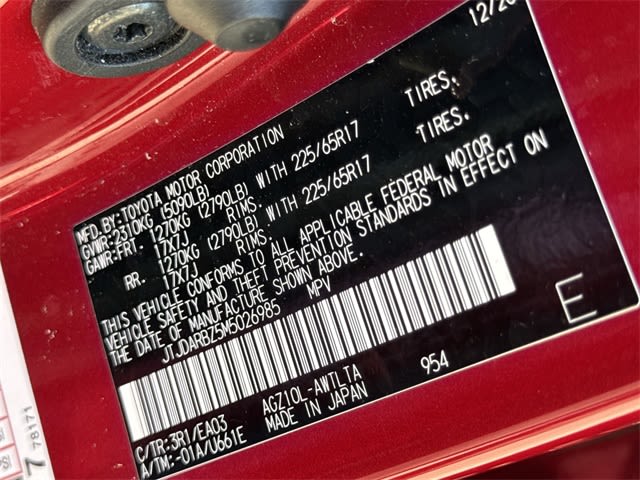 12/20
MFD. BY: TOYOTA MOTOR CORPORATION
GVWR: 2310KG (5090LB)
GAWR: FRT 1270KG (2790LB) WITH 225/65R17 TIRES.
17X7J RIMS.
RR. 1270KG (2790LB) WITH 225/65R17 TIRES.
17X7J RIMS.
THIS VEHICLE CONFORMS TO ALL APPLICABLE FEDERAL MOTOR
VEHICLE SAFETY AND THEFT PREVENTION STANDARDS IN EFFECT ON
THE DATE OF MANUFACTURE SHOWN ABOVE.
JTJDARBZ5M5026985 MPV
E
C/TR:3R1/EA03 AGZ10L-AWTLTA 954
A/TM:-01A/U661E MADE IN JAPAN
78171